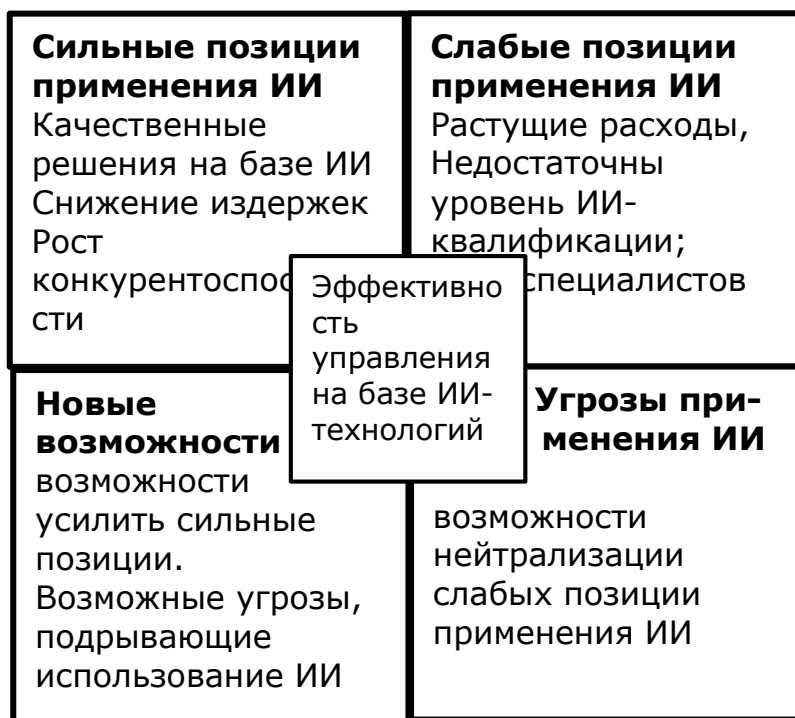 Сильные позиции
применения ИИ
Качественные
решения на базе ИИ
Снижение издержек
Рост
сти
Слабые позиции
применения ИИ
Растущие расходы,
Недостаточны
уровень ИИ-
квалификации;
специалистов
Эффективно
сть
управления
на базе ИИ-
технологий
Новые
возможности
возможности
усилить сильные
позиции.
Возможные угрозы,
подрывающие
использование ИИ
Угрозы при-
менения ИИ
возможности
нейтрализации
слабых позиции
применения ИИ